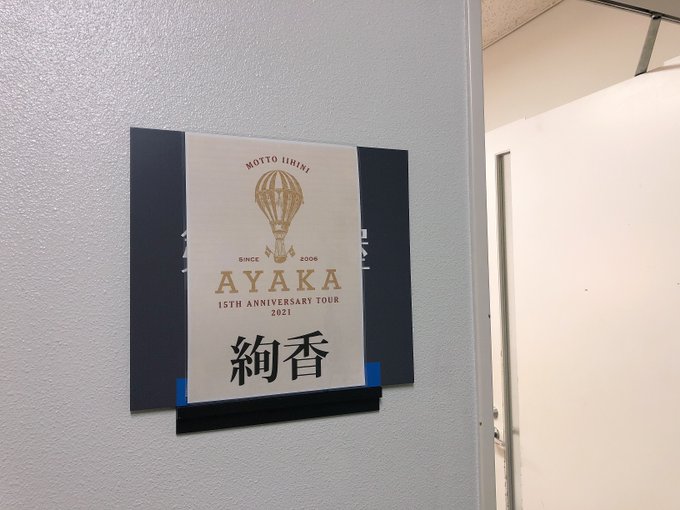 MOTTO IIHINI
SINCE 2006
AYAKA
15TH ANNIVERSARY TOUR
2021
絢香